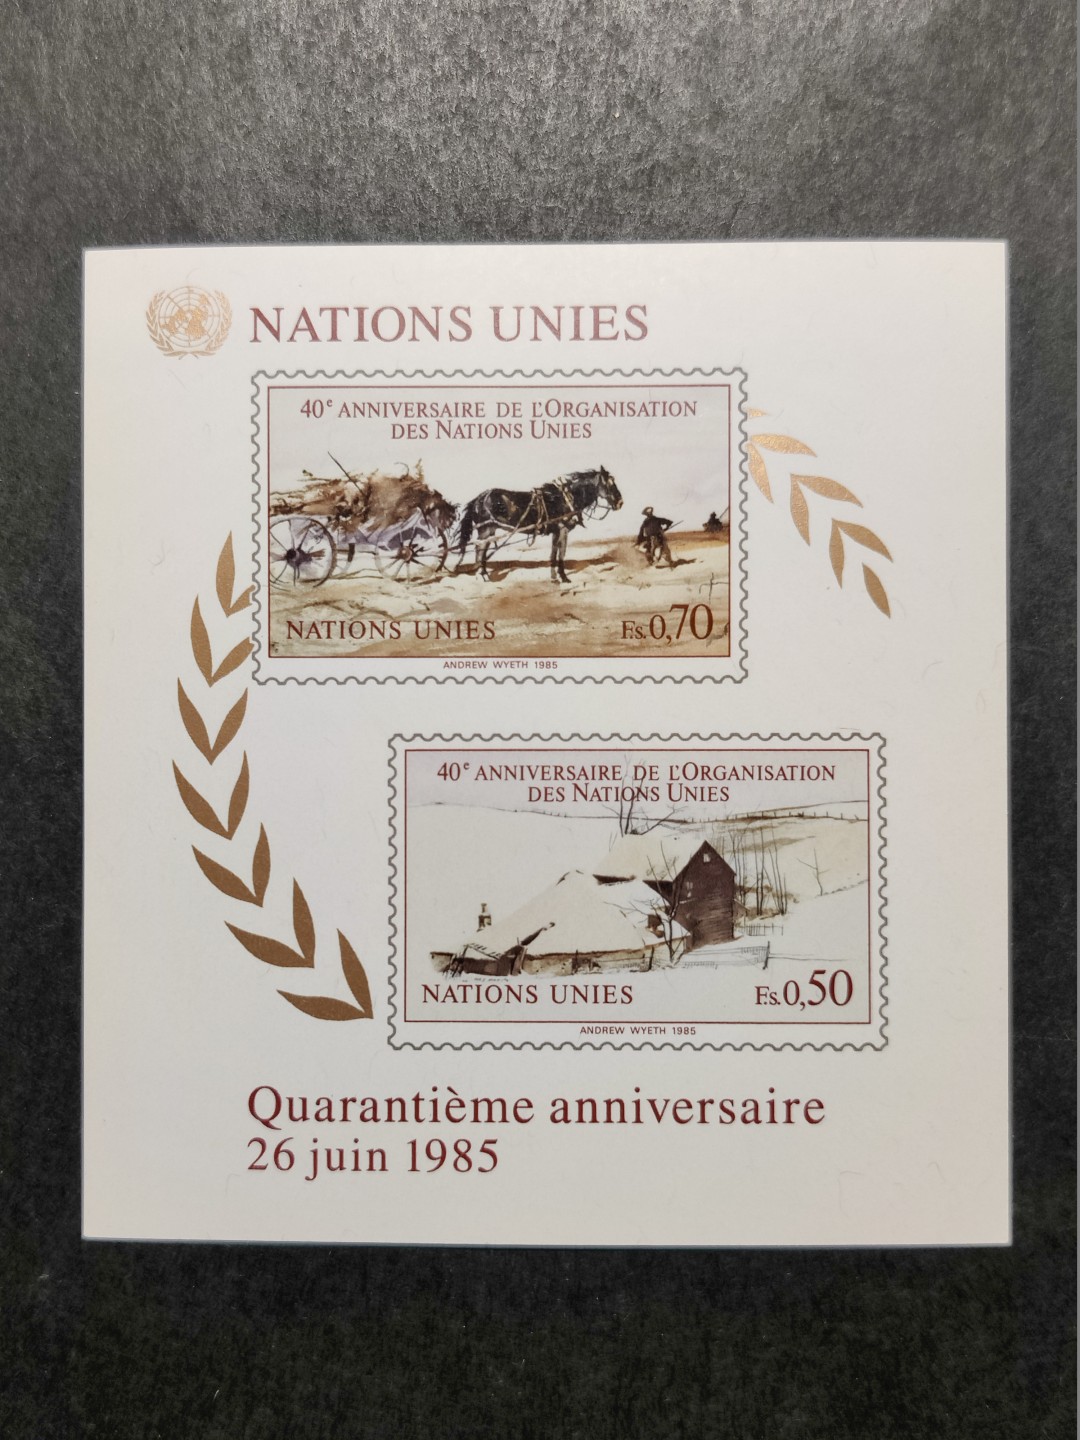 NATIONS UNIES
40e ANNIVERSAIRE DE L'ORGANISATION
DES NATIONS UNIES
NATIONS UNIES F.s.0,70
ANDREW WYETH 1985
40e ANNIVERSAIRE DE L'ORGANISATION
DES NATIONS UNIES
NATIONS UNIES F.s.0,50
ANDREW WYETH 1985
Quarantième anniversaire
26 juin 1985